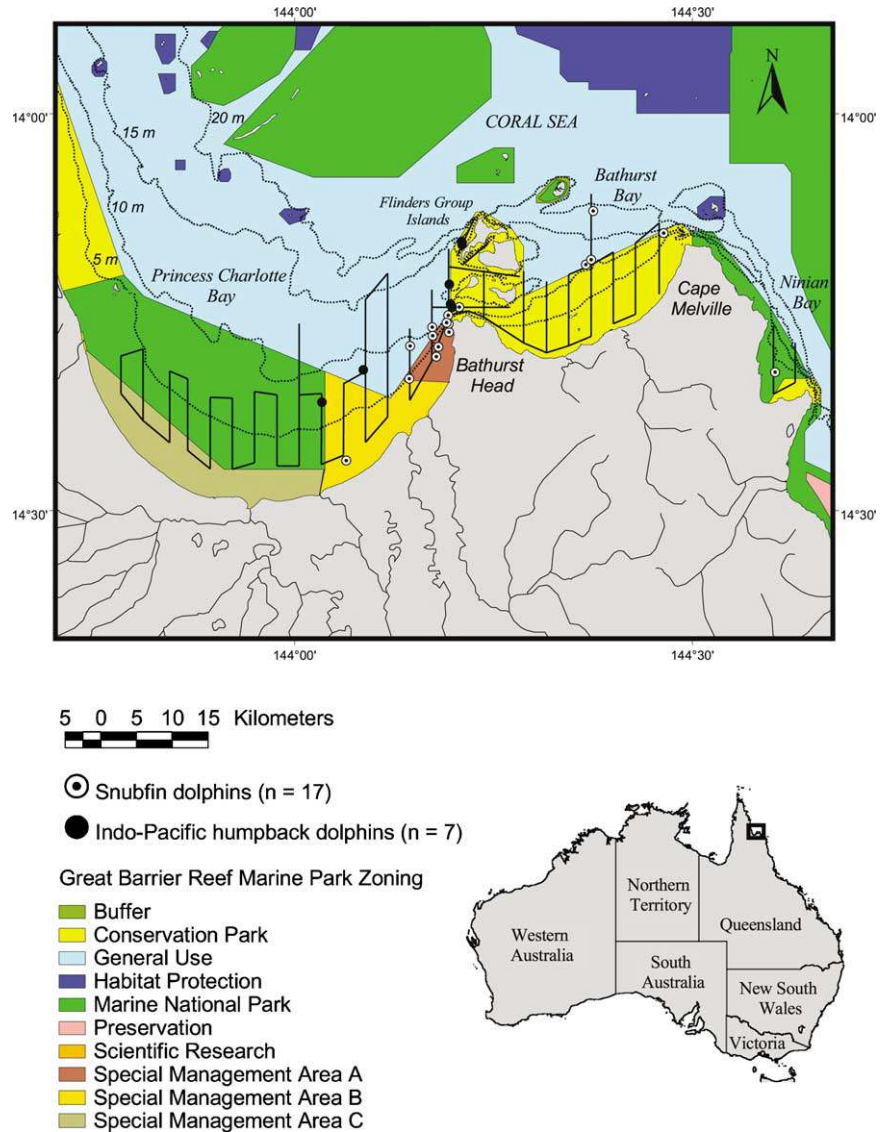 144°00'
144°30'
14°00'
14°00'
N
20 m
15 m
CORAL SEA
10 m
Bathurst
Bay
Flinders Group
Islands
5 m
Princess Charlotte
Bay
Ninian
Bay
Cape
Melville
Bathurst
Head
14°30'
14°30'
144°00'
144°30'
5 0 5 10 15 Kilometers
Snubfin dolphins (n = 17)
Indo-Pacific humpback dolphins (n = 7)
Great Barrier Reef Marine Park Zoning
Buffer
Conservation Park
General Use
Habitat Protection
Marine National Park
Preservation
Scientific Research
Special Management Area A
Special Management Area B
Special Management Area C
Northern
Territory
Queensland
Western
Australia
South
Australia
New South
Wales
Victoria